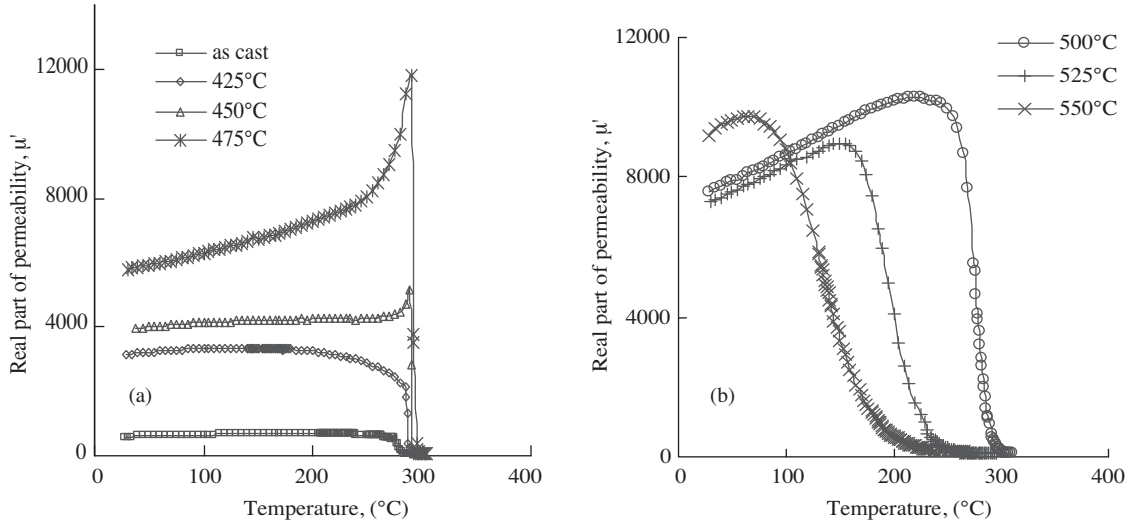 as cast
425°C
450°C
475°C
12000
8000
4000
0
Real part of permeability, μ'
(a)
0
100
200
300
400
Temperature, (°C)
500°C
525°C
550°C
12000
8000
4000
0
Real part of permeability, μ'
(b)
0
100
200
300
400
Temperature, (°C)